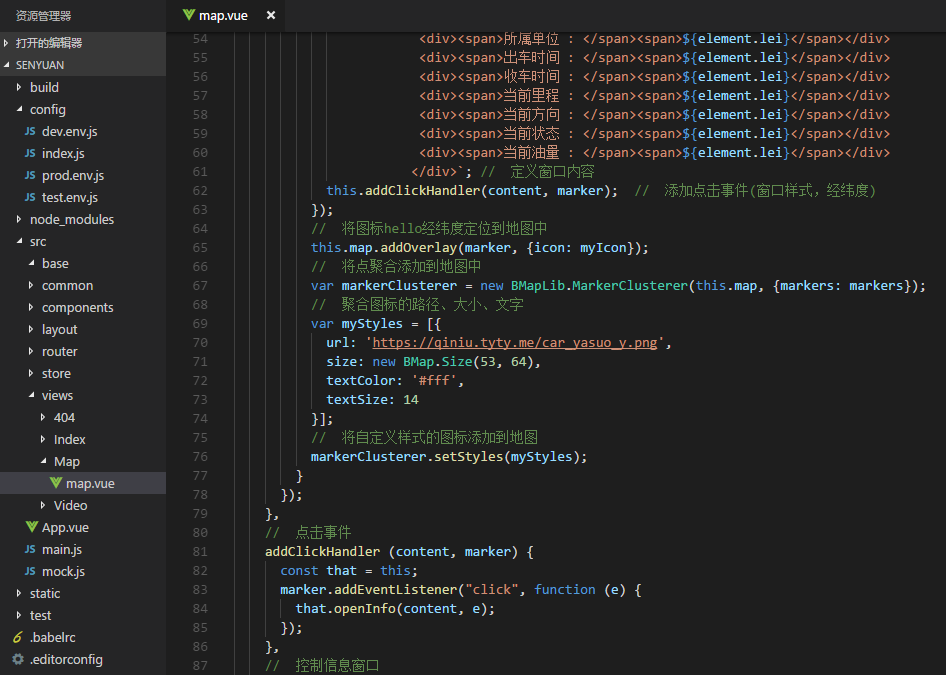 资源管理器
打开的编辑器
SENYUAN
build
config
JS dev.env.js
JS index.js
JS prod.env.js
JS test.env.js
node_modules
src
base
common
components
layout
router
store
views
404
Index
Map
map.vue
Video
App.vue
JS main.js
JS mock.js
static
test
.babelrc
.editorconfig
map.vue
54 <div><span>所属单位 : </span><span>${element.lei}</span></div>
55 <div><span>出车时间 : </span><span>${element.lei}</span></div>
56 <div><span>收车时间 : </span><span>${element.lei}</span></div>
57 <div><span>当前里程 : </span><span>${element.lei}</span></div>
58 <div><span>当前方向 : </span><span>${element.lei}</span></div>
59 <div><span>当前状态 : </span><span>${element.lei}</span></div>
60 <div><span>当前油量 : </span><span>${element.lei}</span></div>
61 </div>`; // 定义窗口内容
62 this.addClickHandler(content, marker); // 添加点击事件(窗口样式，经纬度)
63 });
64 // 将图标hello经纬度定位到地图中
65 this.map.addOverlay(marker, {icon: myIcon});
66 // 将点聚合添加到地图中
67 var markerClusterer = new BMapLib.MarkerClusterer(this.map, {markers: markers});
68 // 聚合图标的路径、大小、文字
69 var myStyles = [{
70 url: 'https://qiniu.tyty.me/car_yasuo_y.png',
71 size: new BMap.Size(53, 64),
72 textColor: '#fff',
73 textSize: 14
74 }];
75 // 将自定义样式的图标添加到地图
76 markerClusterer.setStyles(myStyles);
77 }
78 });
79 },
80 // 点击事件
81 addClickHandler (content, marker) {
82 const that = this;
83 marker.addEventListener("click", function (e) {
84 that.openInfo(content, e);
85 });
86 },
87 // 控制信息窗口